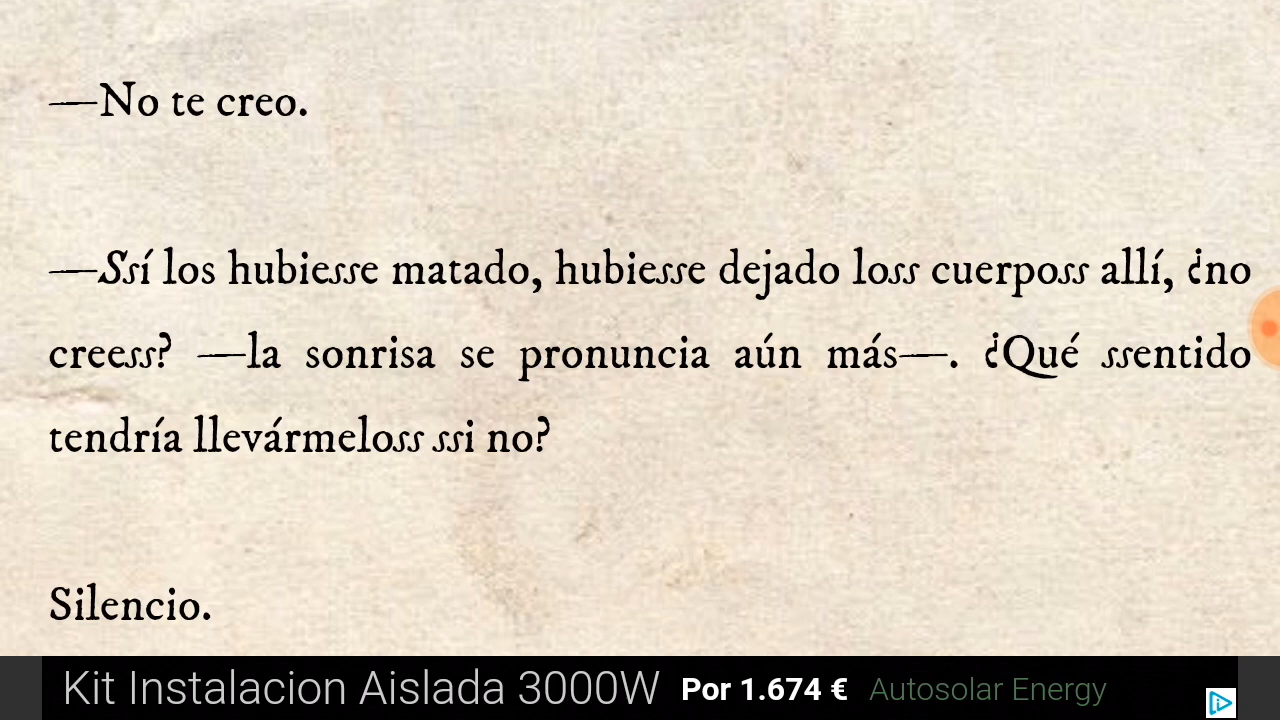 —No te creo.
—Ssí los hubiesse matado, hubiesse dejado loss cuerposs allí, ¿no
creess? —la sonrisa se pronuncia aún más—. ¿Qué ssentido
tendría llevármeloss ssi no?
Silencio.
Kit Instalacion Aislada 3000W Por 1.674 € Autosolar Energy